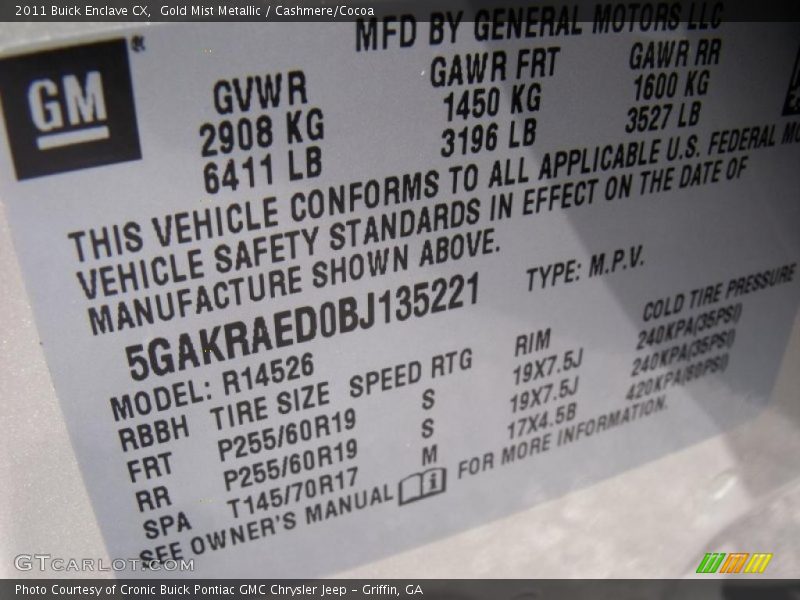 2011 Buick Enclave CX,  Gold Mist Metallic / Cashmere/Cocoa
MFD BY GENERAL MOTORS LLC
GM®
GVWR GAWR FRT GAWR RR
2908 KG 1450 KG 1600 KG
6411 LB 3196 LB 3527 LB
THIS VEHICLE CONFORMS TO ALL APPLICABLE U.S. FEDERAL
VEHICLE SAFETY STANDARDS IN EFFECT ON THE DATE OF
MANUFACTURE SHOWN ABOVE.
5GAKRAED0BJ135221 TYPE: M.P.V.
MODEL: R14526
RBBH TIRE SIZE SPEED RTG RIM COLD TIRE PRESSURE
FRT P255/60R19 S 19X7.5J 240KPA(35PSI)
RR P255/60R19 S 19X7.5J 240KPA(35PSI)
SPA T145/70R17 M 17X4.5B 420KPA(60PSI)
SEE OWNER'S MANUAL i FOR MORE INFORMATION.
GTcarlot.com
Photo Courtesy of Cronic Buick Pontiac GMC Chrysler Jeep – Griffin, GA